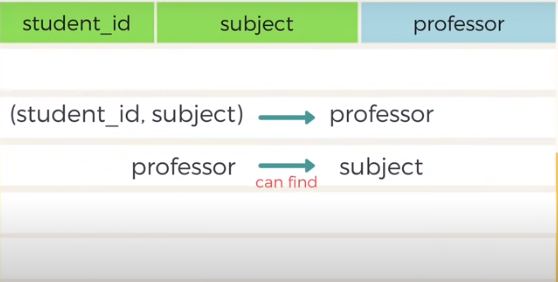 student_id subject professor
(student_id, subject) professor
professor subject
can find